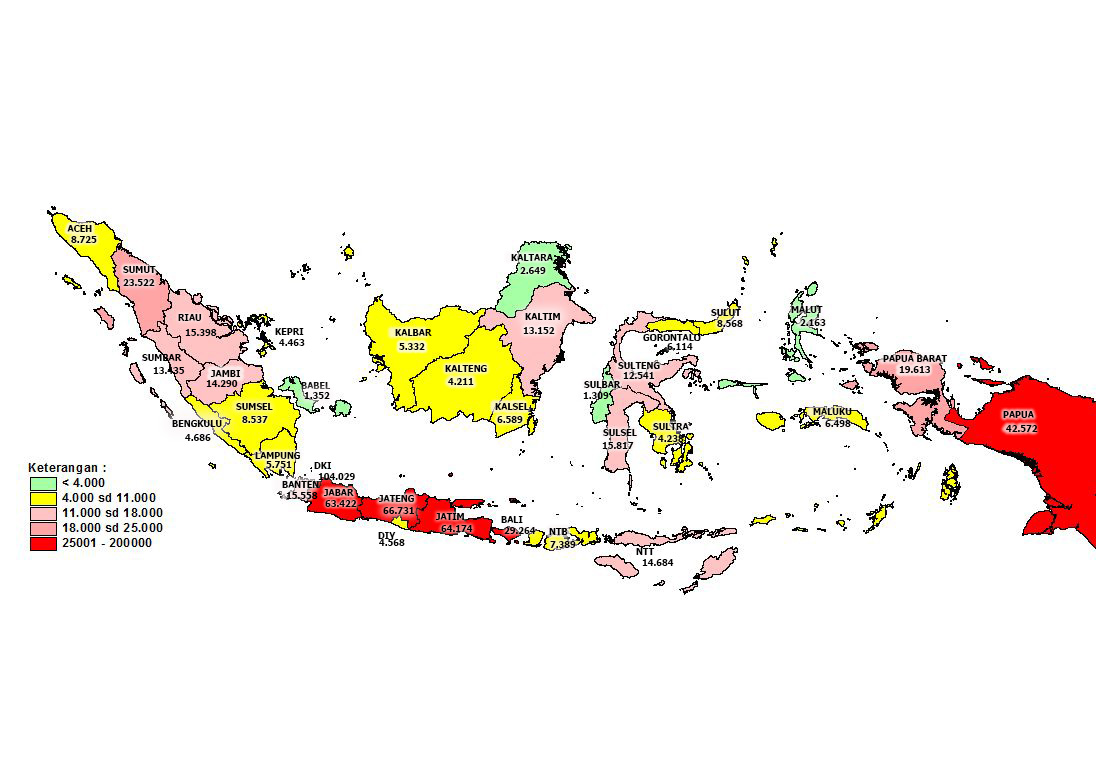 ACEH
8.725
SUMUT
23.522
RIAU
15.398
KEPRI
4.463
SUMBAR
13.435
JAMBI
14.290
BABEL
1.352
SUMSEL
8.537
BENGKULU
4.686
LAMPUNG
5.751
DKI
104.029
BANTEN
15.558
JABAR
63.422
JATENG
66.731
DIY
4.568
JATIM
64.174
BALI
29.264
NTB
7.389
NTT
14.684
KALTARA
2.649
KALBAR
5.332
KALTIM
13.152
KALTENG
4.211
KALSEL
6.589
SULUT
8.568
GORONTALO
6.114
SULTENG
12.541
SULBAR
1.309
SULSEL
15.817
SULTRA
4.238
MALUT
2.163
MALUKU
6.498
PAPUA BARAT
19.613
PAPUA
42.572
Keterangan :
< 4.000
4.000 sd 11.000
11.000 sd 18.000
18.000 sd 25.000
25001 - 200000